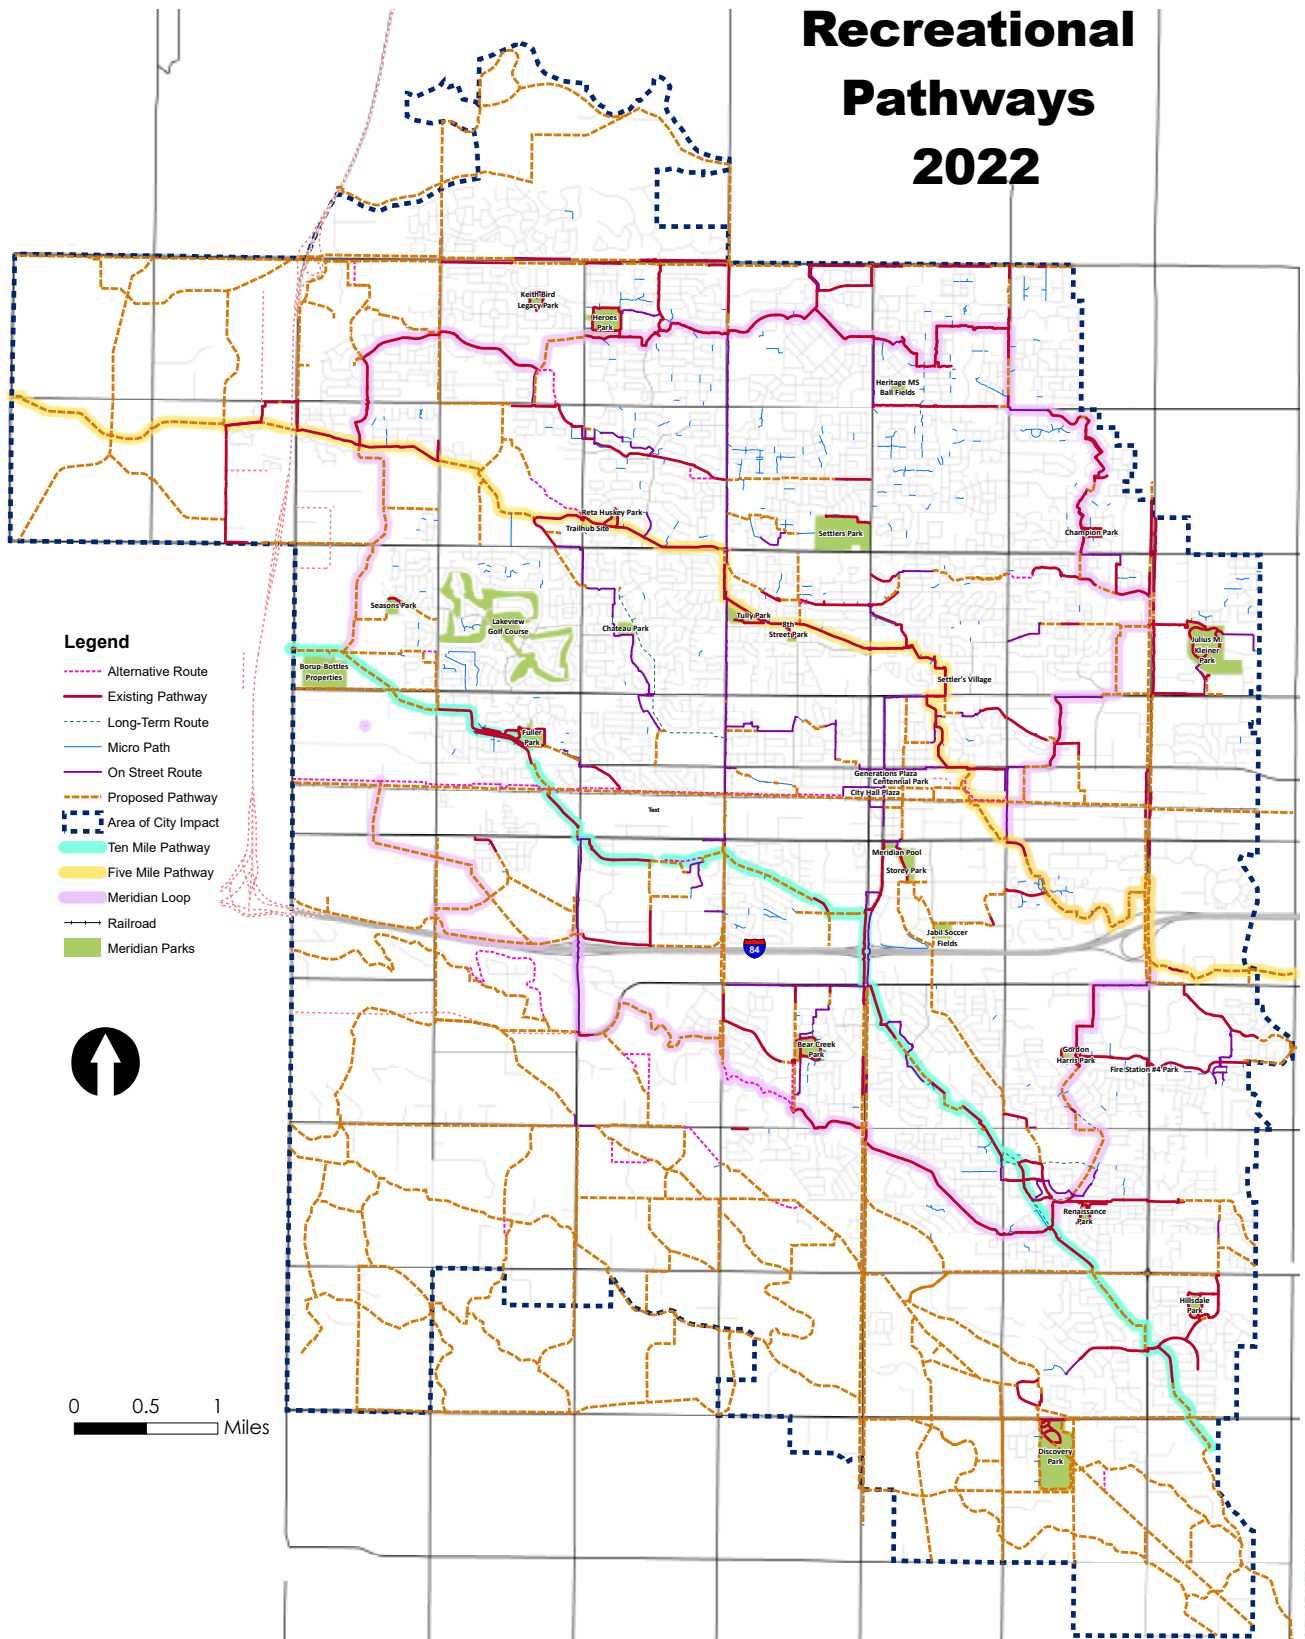 Recreational
Pathways
2022
Keith Bird
Legacy Park
Heroes
Park
Heritage MS
Ball Fields
Reta Huskey Park
Trailhub Site
Settlers Park
Champion Park
Seasons Park
Lakeview
Golf Course
Chateau Park
Tully Park
8th
Street Park
Julius M.
Kleiner
Park
Borup-Bottles
Properties
Settler's Village
Fuller
Park
Generations Plaza
Centennial Park
City Hall Plaza
Text
Meridian Pool
Storey Park
Jabil Soccer
Fields
84
Bear Creek
Park
Gordon
Harris Park
Fire Station #4 Park
Renaissance
Park
Hillsdale
Park
Discovery
Park
Legend
Alternative Route
Existing Pathway
Long-Term Route
Micro Path
On Street Route
Proposed Pathway
Area of City Impact
Ten Mile Pathway
Five Mile Pathway
Meridian Loop
Railroad
Meridian Parks
0 0.5 1
Miles